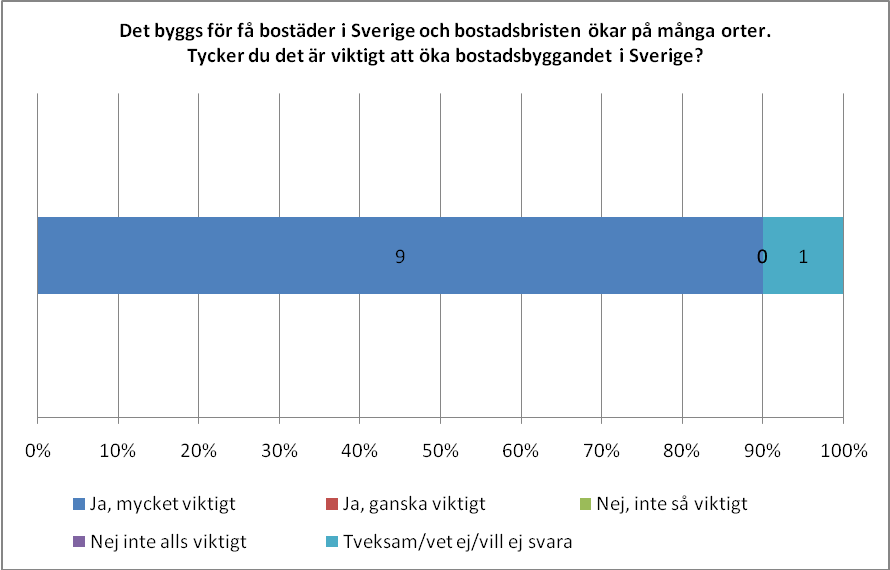 Det byggs för få bostäder i Sverige och bostadsbristen ökar på många orter.
Tycker du det är viktigt att öka bostadsbyggandet i Sverige?
9 0 1
0% 10% 20% 30% 40% 50% 60% 70% 80% 90% 100%
Ja, mycket viktigt Ja, ganska viktigt Nej, inte så viktigt
Nej inte alls viktigt Tveksam/vet ej/vill ej svara